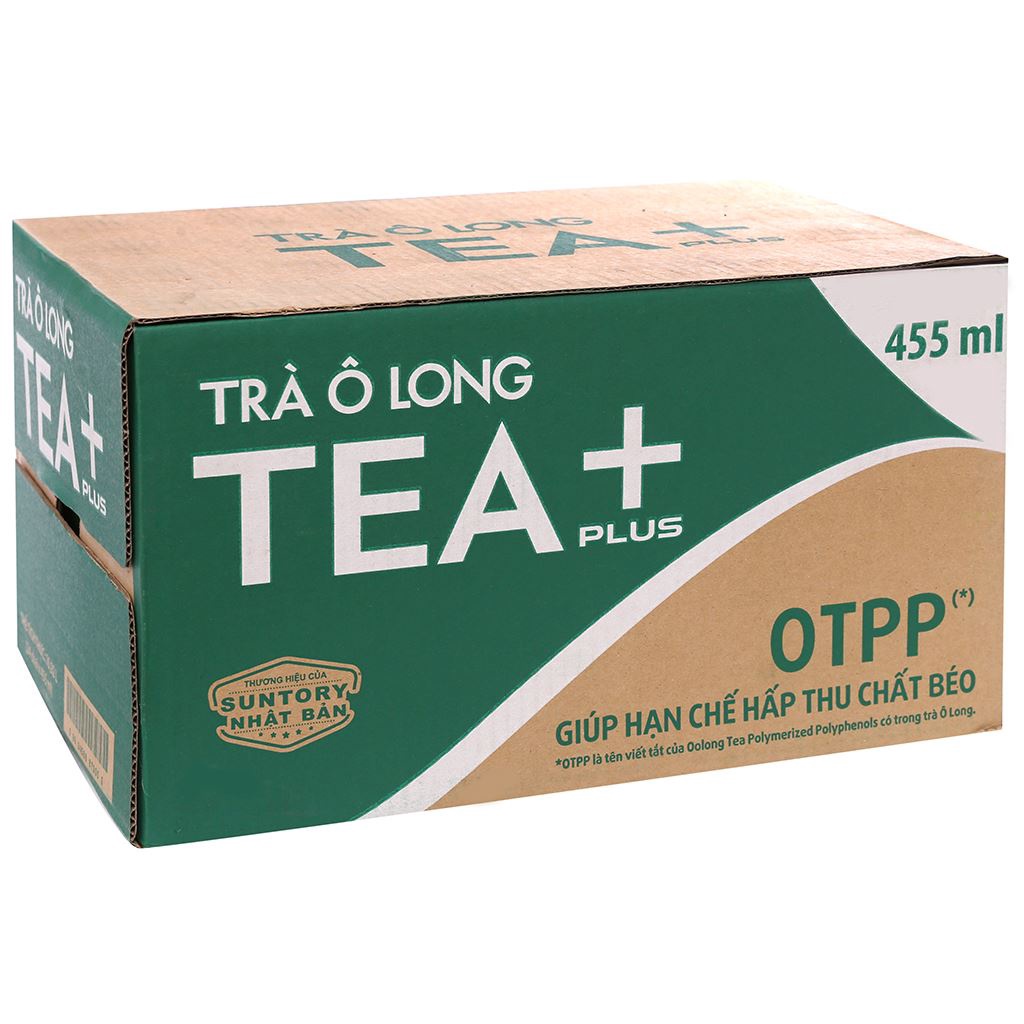 TRÀ Ô LONG
TEA+
PLUS
TRÀ Ô LONG
TEA+
PLUS
455 ml
TRÀ Ô LONG
TEA+
PLUS
OTPP(*)
GIÚP HẠN CHẾ HẤP THU CHẤT BÉO
*OTPP là tên viết tắt của Oolong Tea Polymerized Polyphenols có trong trà Ô Long.
THƯƠNG HIỆU CỦA
SUNTORY
NHẬT BẢN